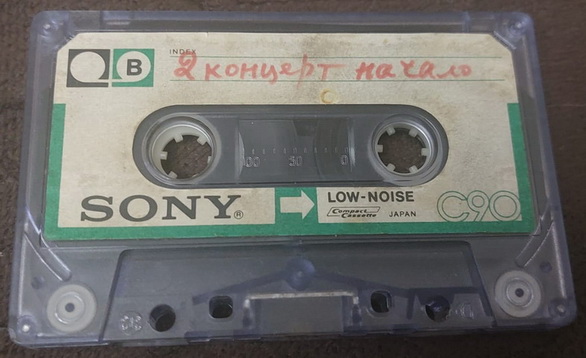 B INDEX
2 концерт начало
100 50 0
SONY®
LOW-NOISE
Compact Cassette JAPAN
C90